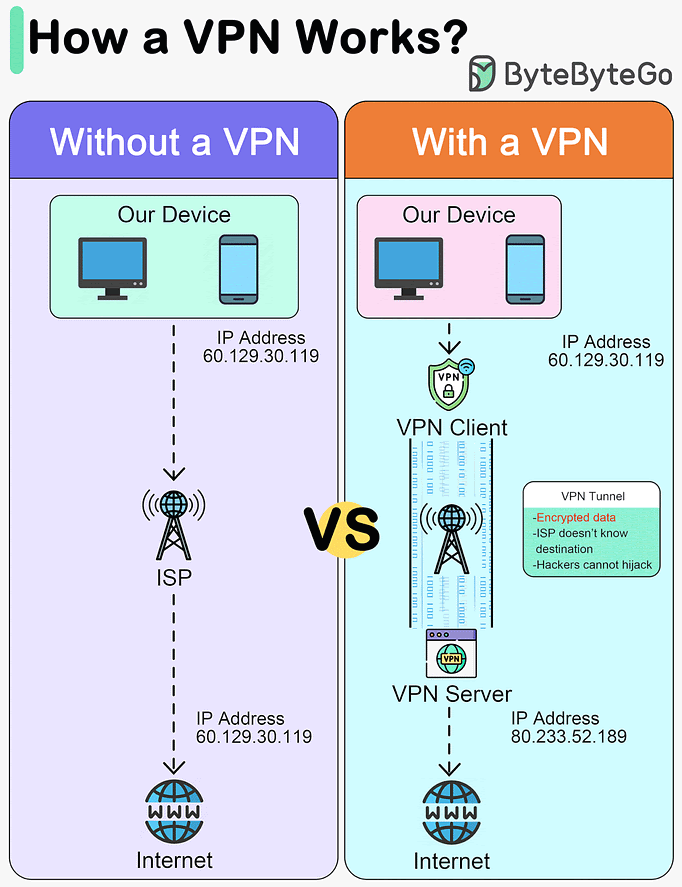 How a VPN Works?
ByteByteGo
Without a VPN
Our Device
IP Address
60.129.30.119
ISP
IP Address
60.129.30.119
WWW
Internet
VS
With a VPN
Our Device
IP Address
60.129.30.119
VPN
VPN Client
VPN Tunnel
-Encrypted data
-ISP doesn't know
destination
-Hackers cannot hijack
VPN
VPN Server
IP Address
80.233.52.189
WWW
Internet